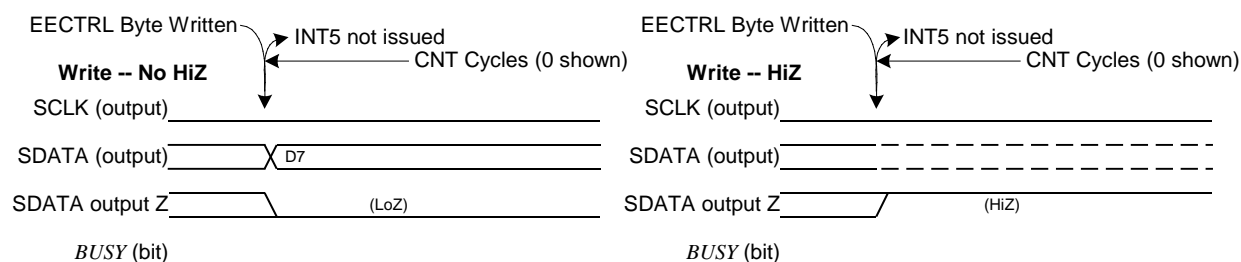 EECTRL Byte Written
INT5 not issued
CNT Cycles (0 shown)
Write -- No HiZ
SCLK (output)
SDATA (output)
D7
SDATA output Z
(LoZ)
BUSY (bit)
EECTRL Byte Written
INT5 not issued
CNT Cycles (0 shown)
Write -- HiZ
SCLK (output)
SDATA (output)
SDATA output Z
(HiZ)
BUSY (bit)